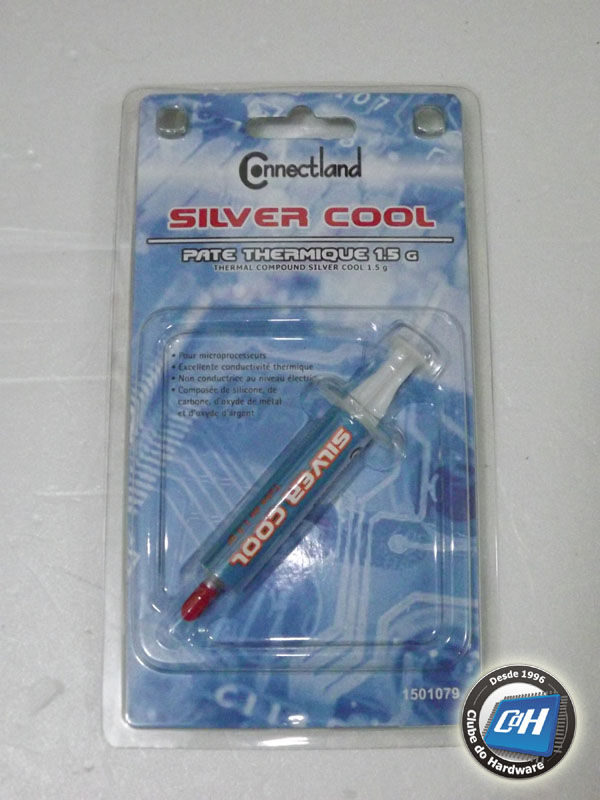 Connectland
SILVER COOL
PATE THERMIQUE 1.5 G
THERMAL COMPOUND SILVER COOL 1.5 g
• Pour microprocesseurs
• Excellente conductivité thermique
• Non conductrice au niveau
• Composée de silicone, de
carbone, d'oxyde de métal
et d'oxyde d'argent
SILVER COOL
1501079
Desde 1996
CdH
Clube do Hardware